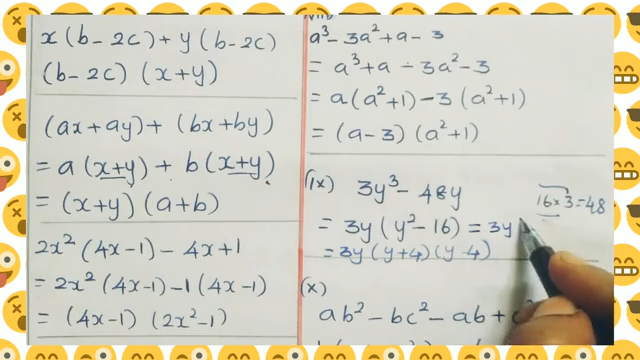 x(b-2c)+y(b-2c)
(b-2c)(x+y)
(ax+ay)+(bx+by)
=a(x+y)+b(x+y)
=(x+y)(a+b)
2x²(4x-1)-4x+1
=2x²(4x-1)-1(4x-1)
=(4x-1)(2x²-1)
a³-3a²+a-3
=a³+a-3a²-3
=a(a²+1)-3(a²+1)
=(a-3)(a²+1)
(ix) 3y³-48y
16×3=48
=3y(y²-16)=3y
=3y(y+4)(y-4)
(x)
ab²-bc²-ab+c²